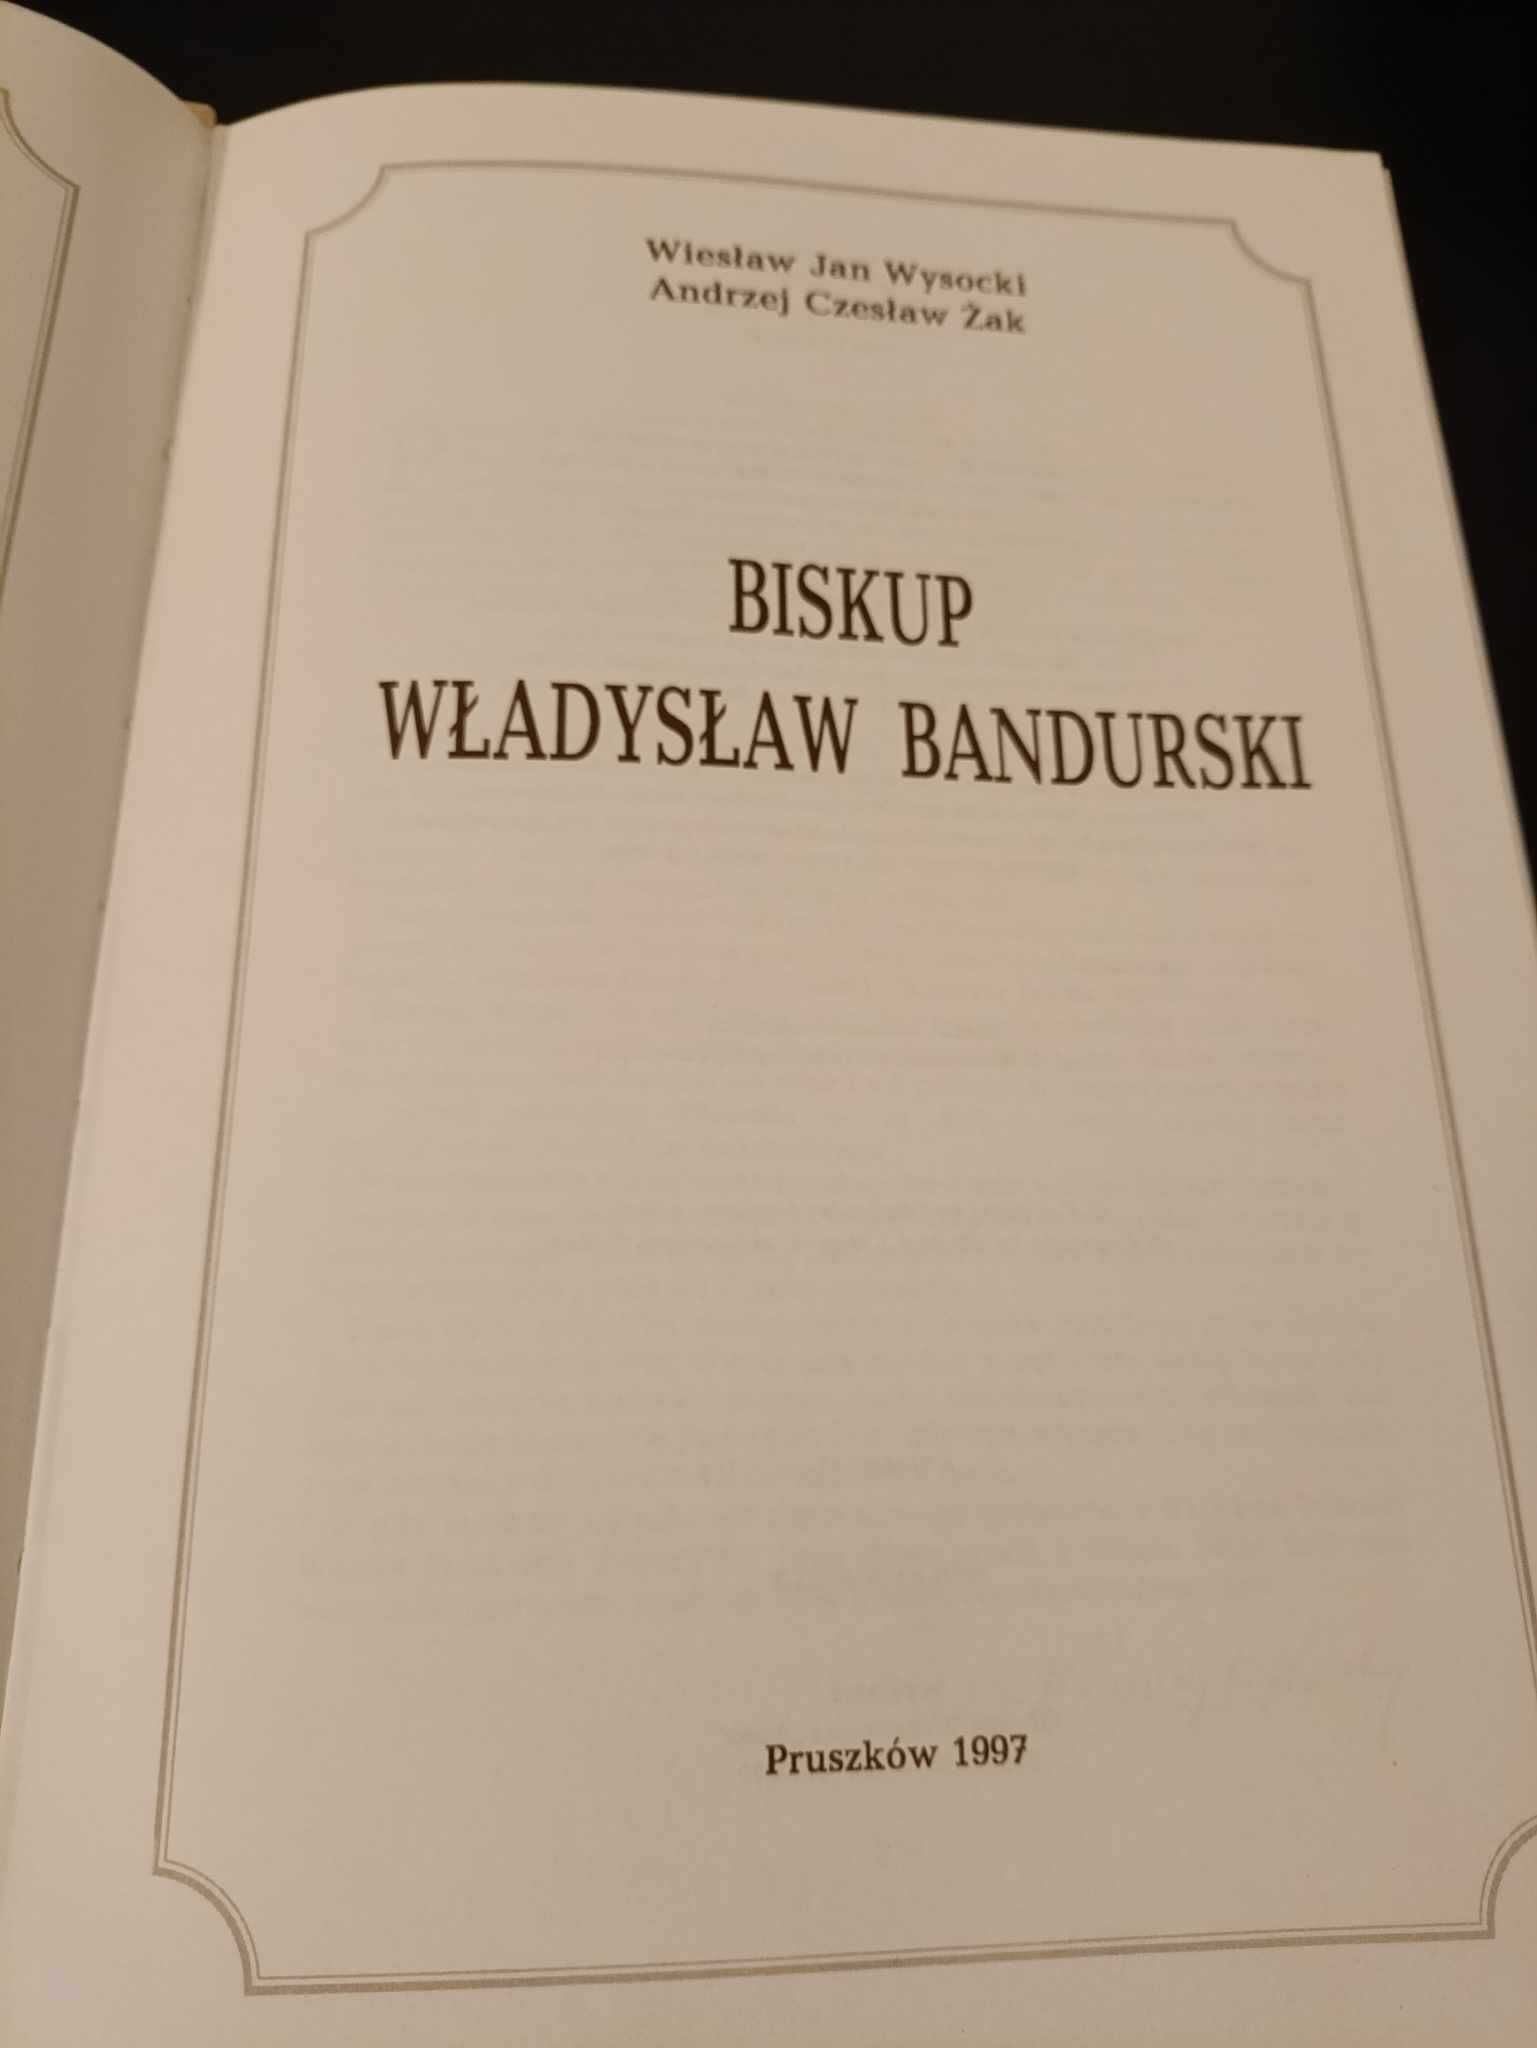 Wiesław Jan Wysocki
Andrzej Czesław Żak
BISKUP
WŁADYSŁAW BANDURSKI
Pruszków 1997